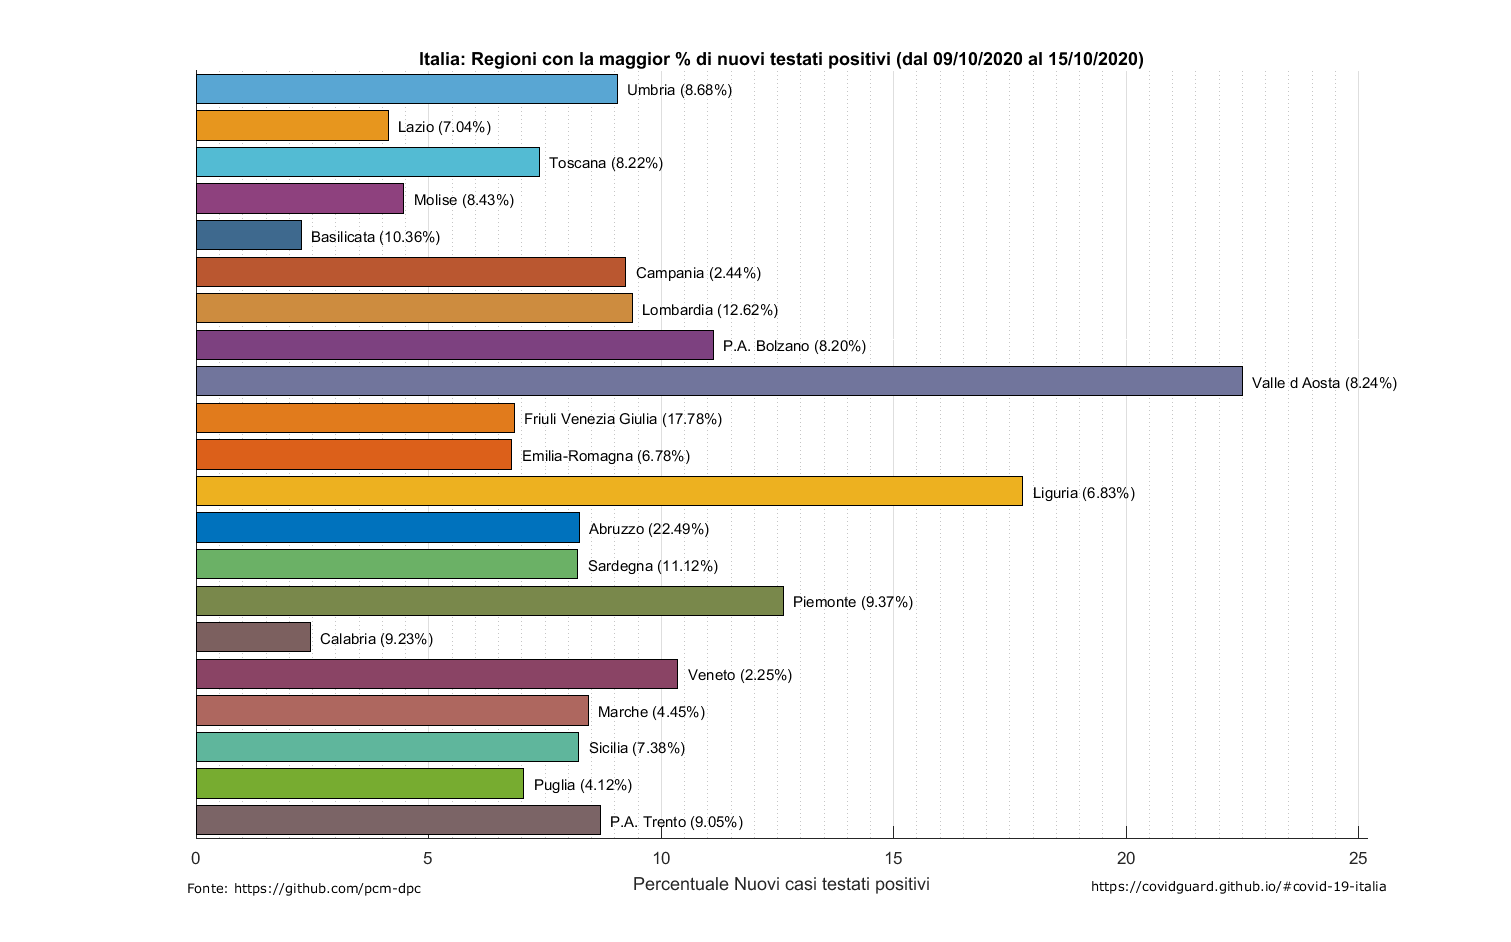 Italia: Regioni con la maggior % di nuovi testati positivi (dal 09/10/2020 al 15/10/2020)
Umbria (8.68%)
Lazio (7.04%)
Toscana (8.22%)
Molise (8.43%)
Basilicata (10.36%)
Campania (2.44%)
Lombardia (12.62%)
P.A. Bolzano (8.20%)
Valle d Aosta (8.24%)
Friuli Venezia Giulia (17.78%)
Emilia-Romagna (6.78%)
Liguria (6.83%)
Abruzzo (22.49%)
Sardegna (11.12%)
Piemonte (9.37%)
Calabria (9.23%)
Veneto (2.25%)
Marche (4.45%)
Sicilia (7.38%)
Puglia (4.12%)
P.A. Trento (9.05%)
0 5 10 15 20 25
Percentuale Nuovi casi testati positivi
Fonte: https://github.com/pcm-dpc
https://covidguard.github.io/#covid-19-italia